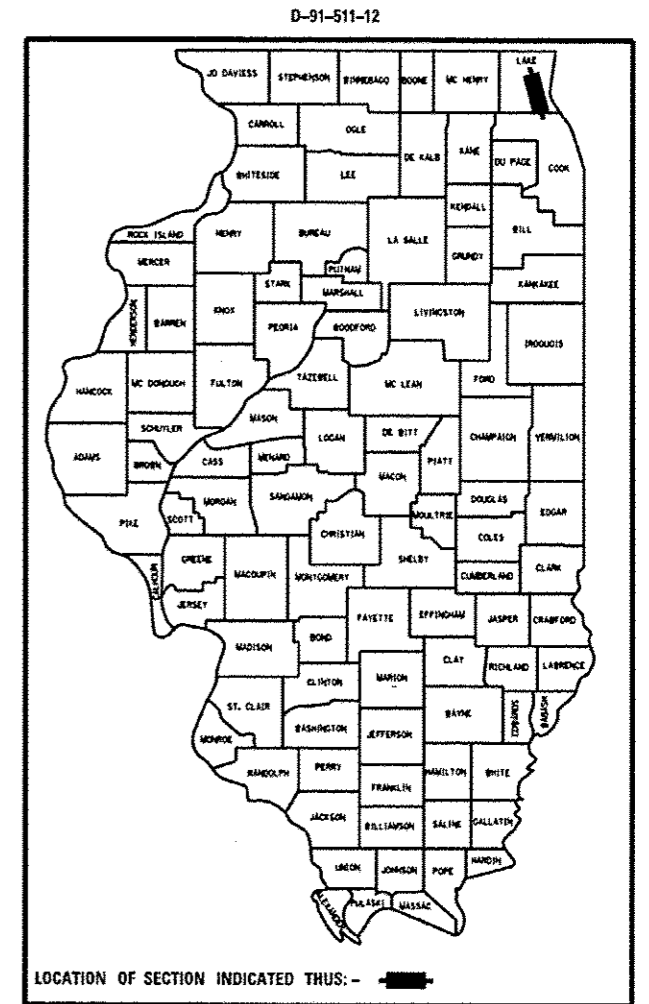 D-91-511-12
JO DAVIESS STEPHENSON WINNEBAGO BOONE MC HENRY LAKE
CARROLL OGLE DE KALB KANE DU PAGE COOK
WHITESIDE LEE
KENDALL
ROCK ISLAND HENRY BUREAU LA SALLE GRUNDY WILL
MERCER PUTNAM
STARK MARSHALL KANKAKEE
HENDERSON WARREN KNOX PEORIA WOODFORD LIVINGSTON IROQUOIS
HANCOCK MC DONOUGH FULTON TAZEWELL MC LEAN FORD
MASON
SCHUYLER LOGAN DE WITT CHAMPAIGN VERMILION
ADAMS BROWN CASS MENARD MACON PIATT
PIKE SCOTT MORGAN SANGAMON CHRISTIAN MOULTRIE DOUGLAS EDGAR
COLES
CALHOUN GREENE MACOUPIN MONTGOMERY SHELBY CUMBERLAND CLARK
JERSEY FAYETTE EFFINGHAM JASPER CRAWFORD
MADISON BOND
CLAY RICHLAND LAWRENCE
CLINTON MARION
ST. CLAIR WAYNE WABASH
MONROE WASHINGTON JEFFERSON
RANDOLPH PERRY HAMILTON WHITE
FRANKLIN
JACKSON WILLIAMSON SALINE GALLATIN
UNION JOHNSON POPE HARDIN
ALEXANDER PULASKI MASSAC
LOCATION OF SECTION INDICATED THUS: -